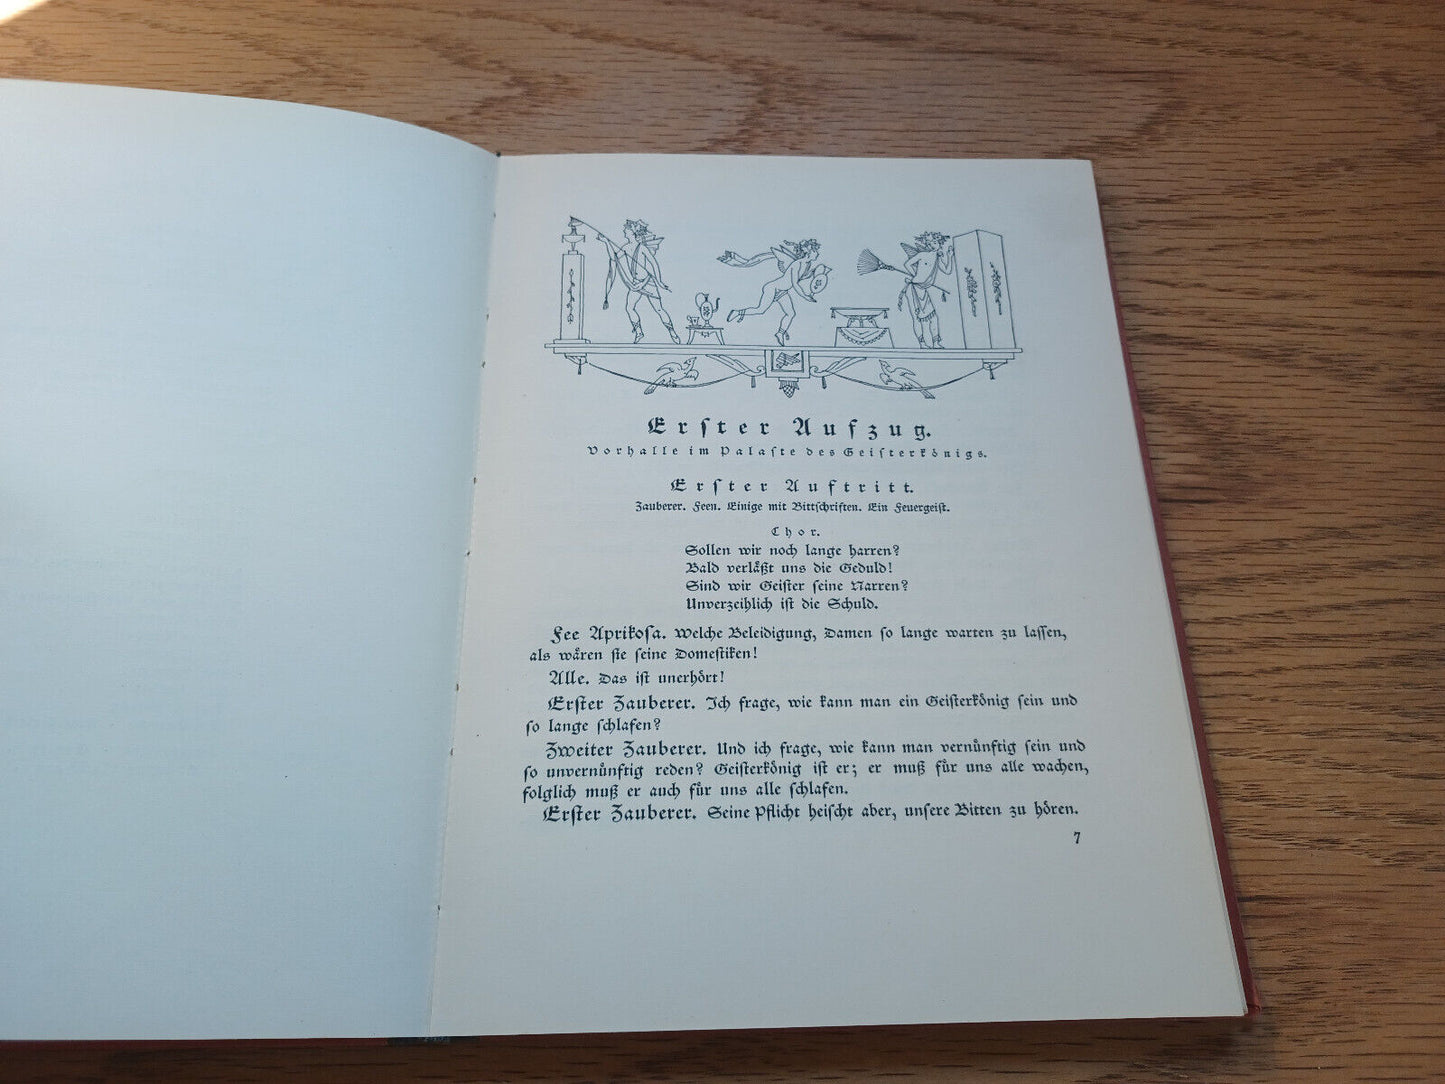 Erſter Aufzug.
Vorhalle im Palaſte des Geiſterkönigs.
Erſter Auftritt.
Zauberer. Feen. Einige mit Bittſchriften. Ein Feuergeiſt.
Chor.
Sollen wir noch lange harren?
Bald verläßt uns die Geduld!
Sind wir Geiſter ſeine Narren?
Unverzeihlich iſt die Schuld.
Fee Aprikoſa. Welche Beleidigung, Damen ſo lange warten zu laſſen,
als wären ſie ſeine Domeſtiken!
Alle. Das iſt unerhört!
Erſter Zauberer. Ich frage, wie kann man ein Geiſterkönig ſein und
ſo lange ſchlafen?
Zweiter Zauberer. Und ich frage, wie kann man vernünftig ſein und
ſo unvernünftig reden? Geiſterkönig iſt er; er muß für uns alle wachen,
folglich muß er auch für uns alle ſchlafen.
Erſter Zauberer. Seine Pflicht heiſcht aber, unſere Bitten zu hören.
7